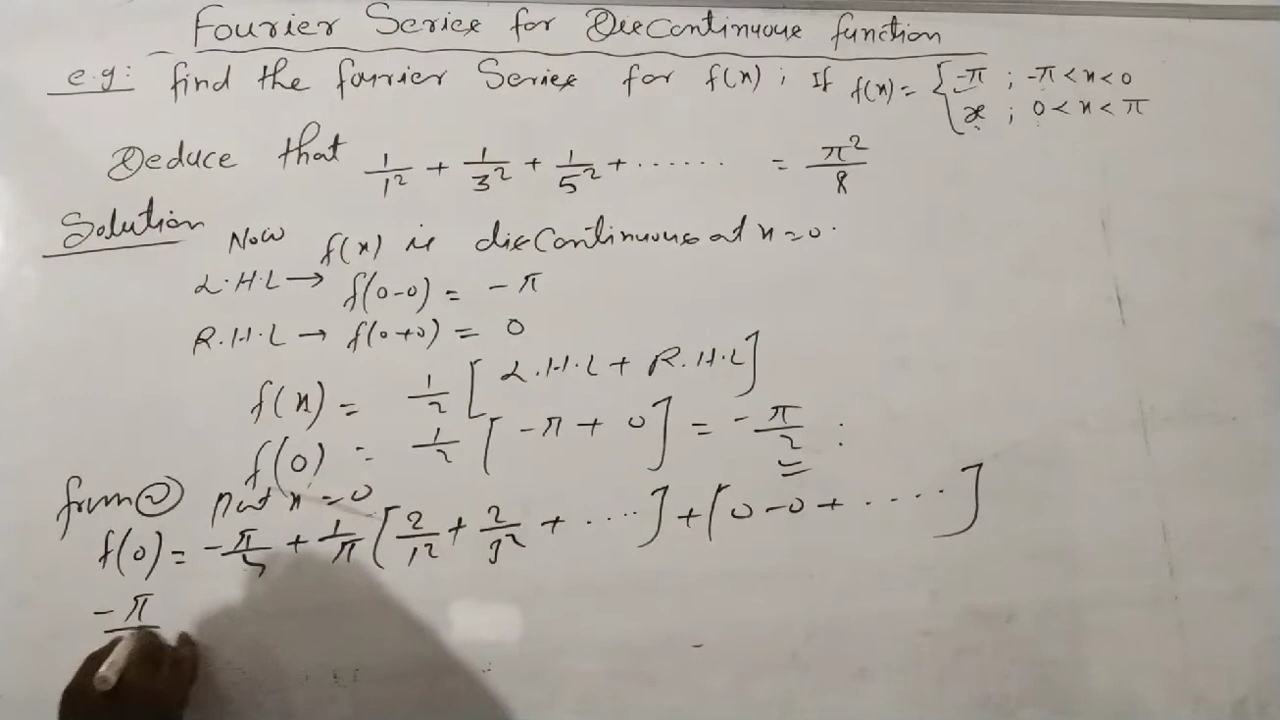 Fourier Series for Discontinuous function
e.g: find the fourier Series for f(x) ; If f(x) = { -π ; -π < x < 0
x ; 0 < x < π
Deduce that 1/1² + 1/3² + 1/5² + ...... = π²/8
Solution Now f(x) is discontinuous at x = 0.
L.H.L → f(0-0) = -π
R.H.L → f(0+0) = 0
f(x) = 1/2 [L.H.L + R.H.L]
f(0) = 1/2 [-π + 0] = -π/2 :
from ② put x = 0
f(0) = -π/ + 1/π [2/1² + 2/3² + ....] + [0 - 0 + .....]
-π